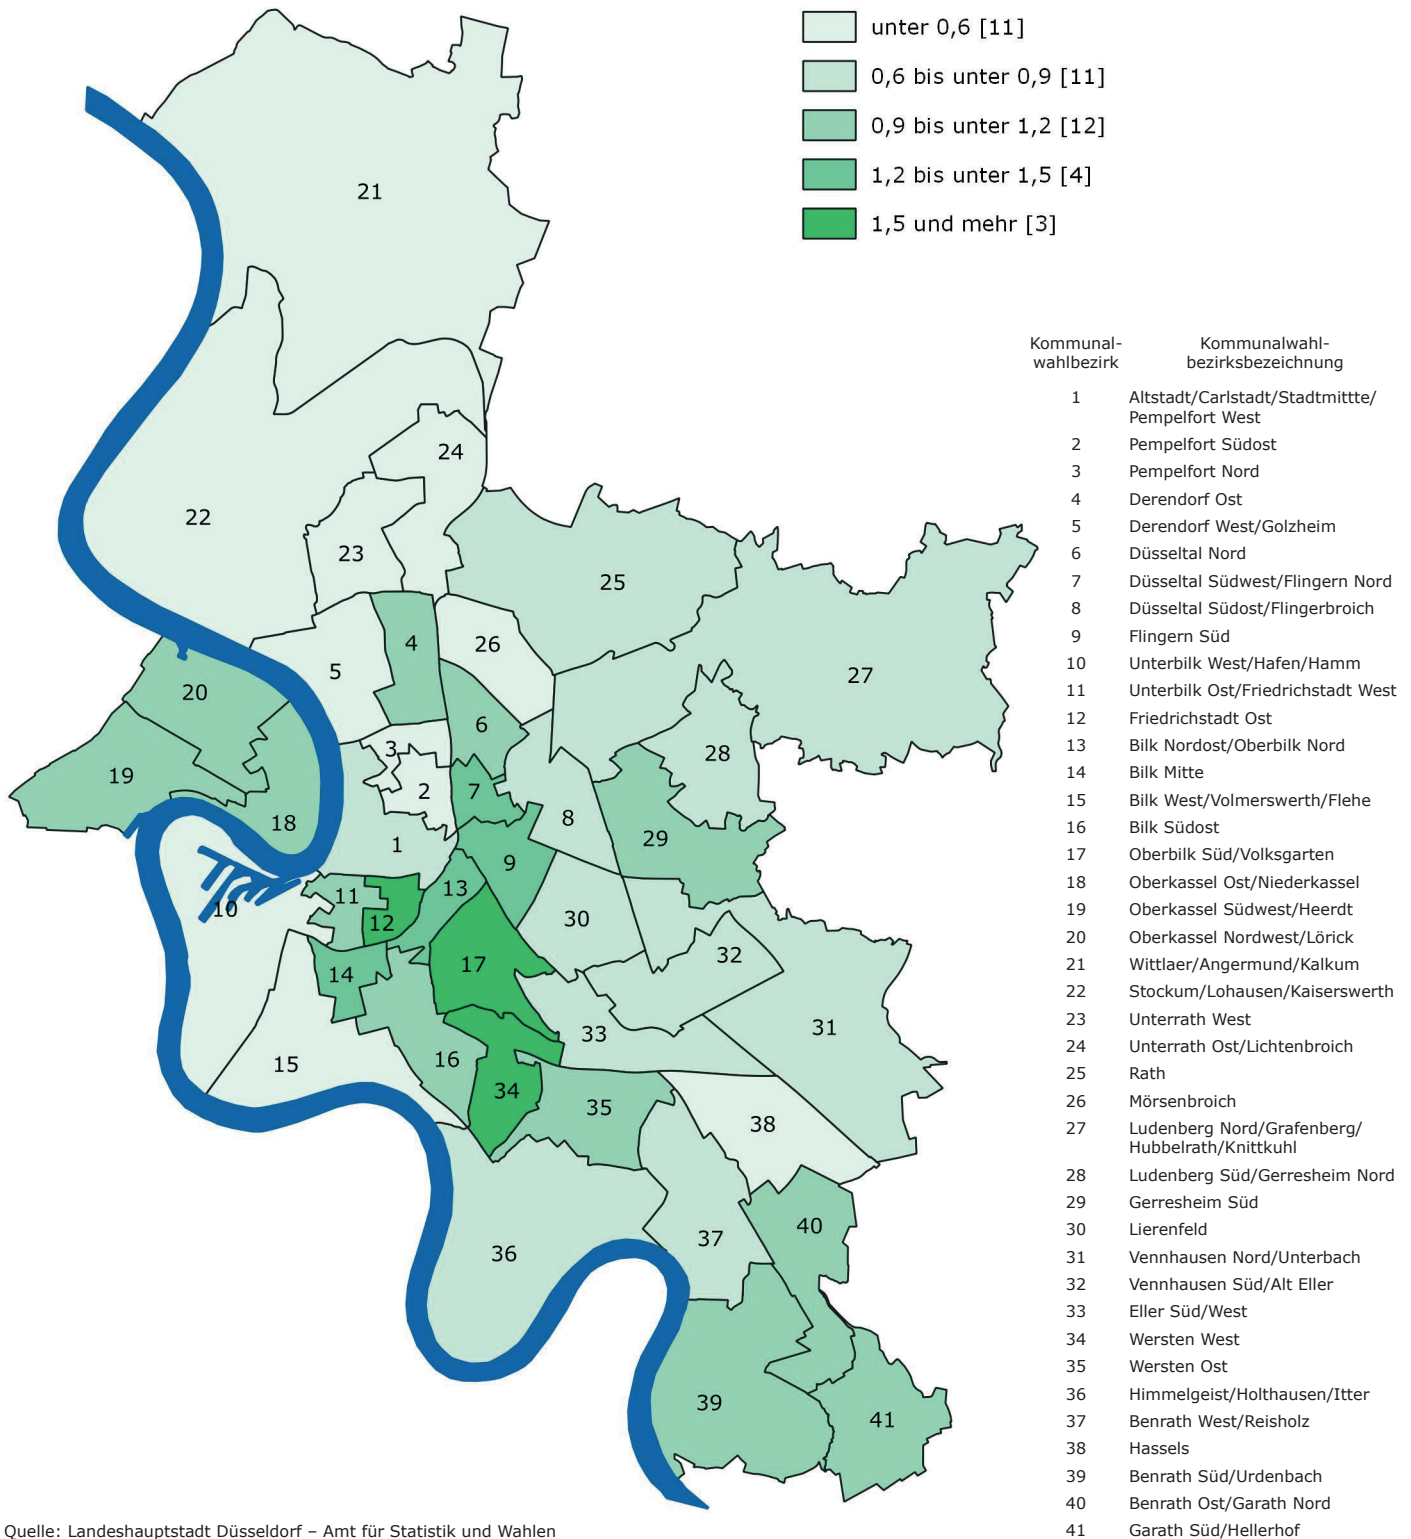 unter 0,6 [11]
0,6 bis unter 0,9 [11]
0,9 bis unter 1,2 [12]
1,2 bis unter 1,5 [4]
1,5 und mehr [3]
21
24
22
23
25
26
4
5
27
20
6
3
28
19
2
7
18
8
29
1
9
11
13
10
12
30
17
32
14
33
31
15
16
34
35
38
40
37
36
39
41
Kommunal-
wahlbezirk
Kommunalwahl-
bezirksbezeichnung
1 Altstadt/Carlstadt/Stadtmittte/
Pempelfort West
2 Pempelfort Südost
3 Pempelfort Nord
4 Derendorf Ost
5 Derendorf West/Golzheim
6 Düsseltal Nord
7 Düsseltal Südwest/Flingern Nord
8 Düsseltal Südost/Flingerbroich
9 Flingern Süd
10 Unterbilk West/Hafen/Hamm
11 Unterbilk Ost/Friedrichstadt West
12 Friedrichstadt Ost
13 Bilk Nordost/Oberbilk Nord
14 Bilk Mitte
15 Bilk West/Volmerswerth/Flehe
16 Bilk Südost
17 Oberbilk Süd/Volksgarten
18 Oberkassel Ost/Niederkassel
19 Oberkassel Südwest/Heerdt
20 Oberkassel Nordwest/Lörick
21 Wittlaer/Angermund/Kalkum
22 Stockum/Lohausen/Kaiserswerth
23 Unterrath West
24 Unterrath Ost/Lichtenbroich
25 Rath
26 Mörsenbroich
27 Ludenberg Nord/Grafenberg/
Hubbelrath/Knittkuhl
28 Ludenberg Süd/Gerresheim Nord
29 Gerresheim Süd
30 Lierenfeld
31 Vennhausen Nord/Unterbach
32 Vennhausen Süd/Alt Eller
33 Eller Süd/West
34 Wersten West
35 Wersten Ost
36 Himmelgeist/Holthausen/Itter
37 Benrath West/Reisholz
38 Hassels
39 Benrath Süd/Urdenbach
40 Benrath Ost/Garath Nord
41 Garath Süd/Hellerhof
Quelle: Landeshauptstadt Düsseldorf – Amt für Statistik und Wahlen